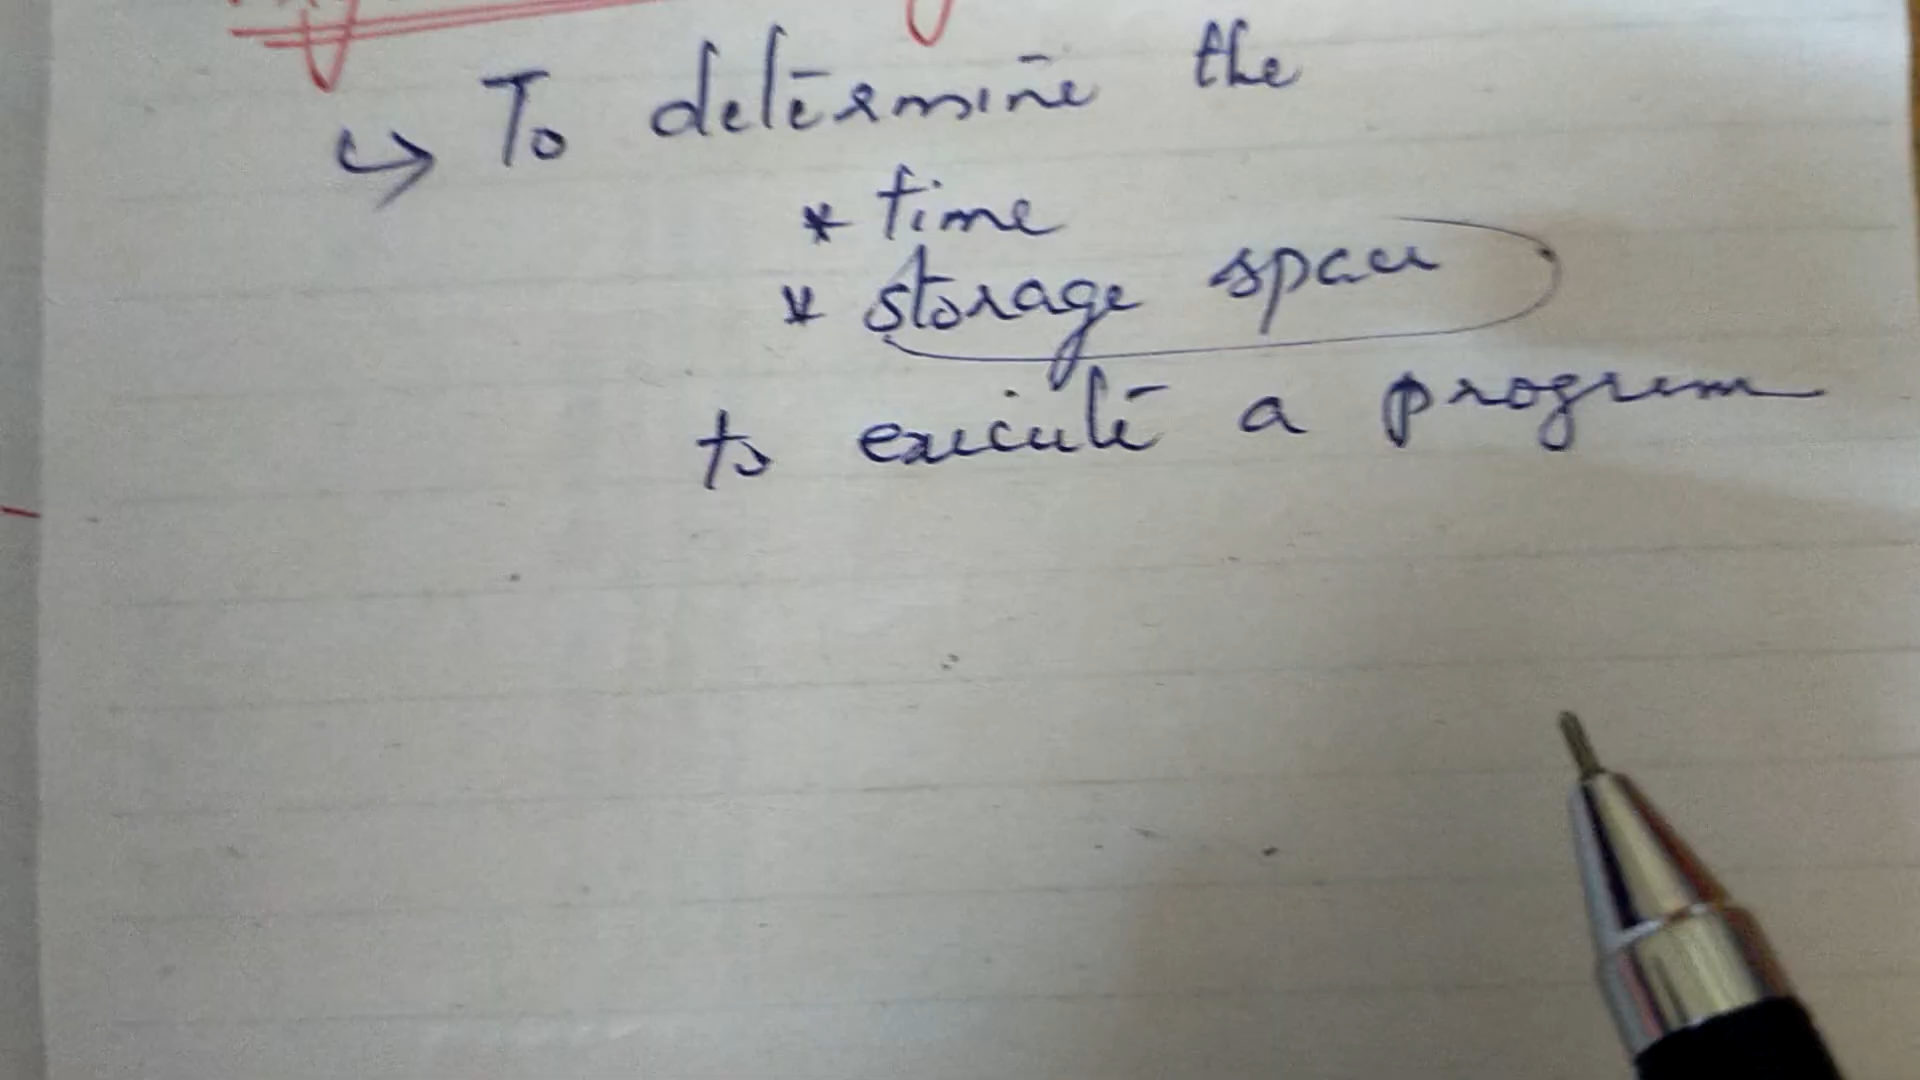 ↳ To determine the
* time
* storage space
to execute a program